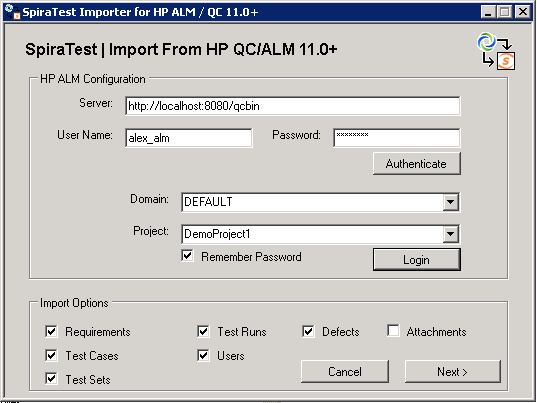 SpiraTest Importer for HP ALM / QC 11.0+
SpiraTest | Import From HP QC/ALM 11.0+
HP ALM Configuration
Server: http://localhost:8080/qcbin
User Name: alex_alm Password: ********
Authenticate
Domain: DEFAULT
Project: DemoProject1
Remember Password Login
Import Options
Requirements Test Runs Defects Attachments
Test Cases Users
Test Sets Cancel Next >